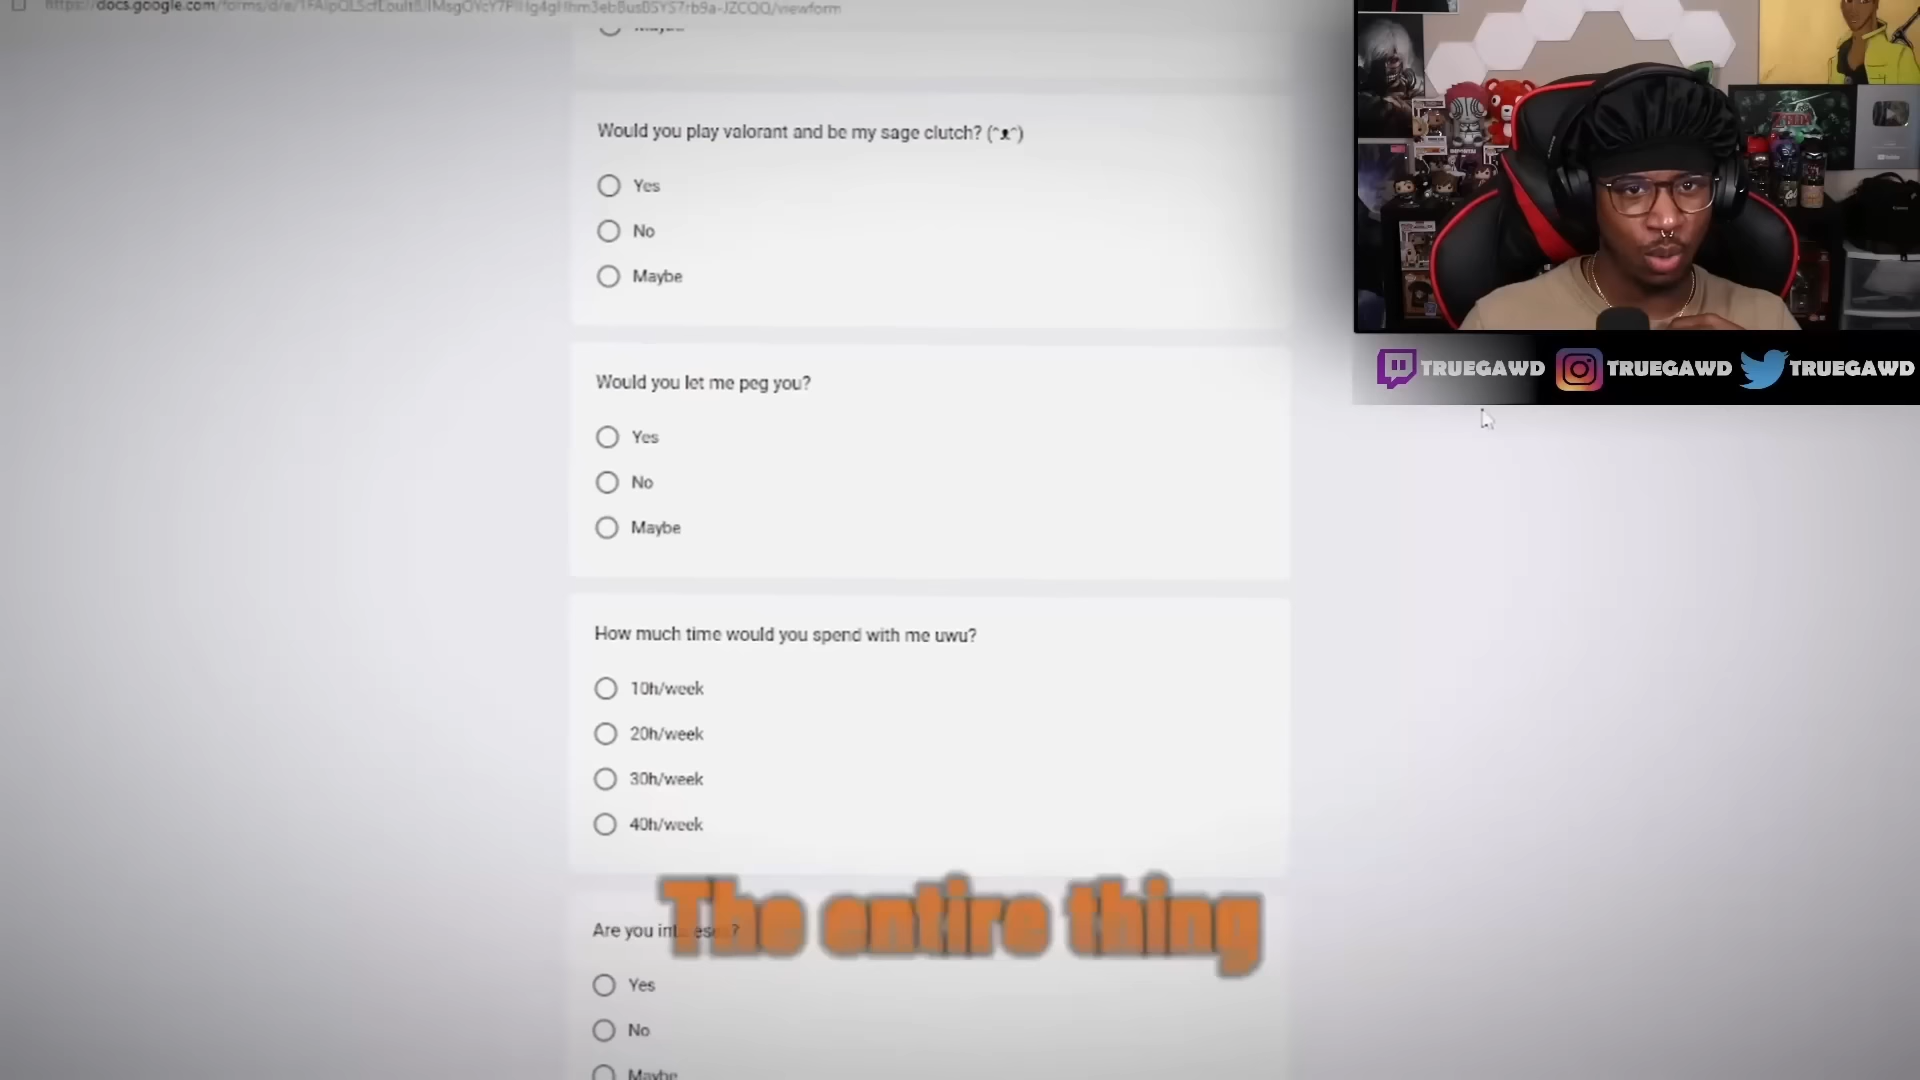 Would you play valorant and be my sage clutch? (ᵔᴥᵔ)
Yes
No
Maybe
Would you let me peg you?
Yes
No
Maybe
How much time would you spend with me uwu?
10h/week
20h/week
30h/week
40h/week
The entire thing
Are you
Yes
No
Maybe
TRUEGAWD TRUEGAWD TRUEGAWD